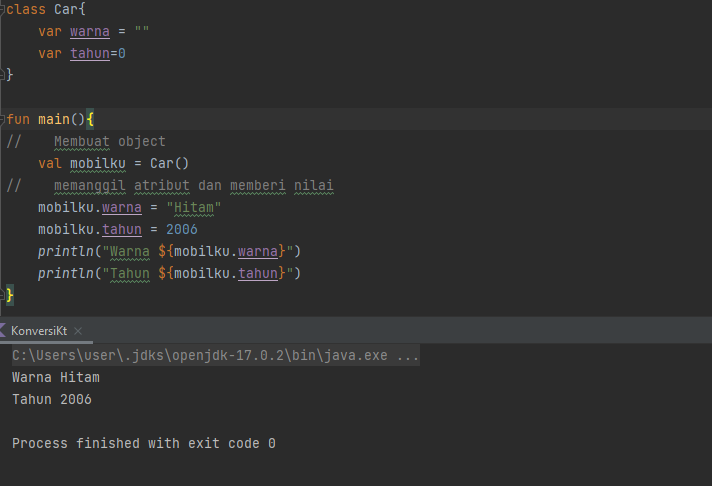 class Car{
    var warna = ""
    var tahun=0
}
fun main(){
//    Membuat object
    val mobilku = Car()
//    memanggil atribut dan memberi nilai
    mobilku.warna = "Hitam"
    mobilku.tahun = 2006
    println("Warna ${mobilku.warna}")
    println("Tahun ${mobilku.tahun}")
}
KonversiKt ×
C:\Users\user\.jdks\openjdk-17.0.2\bin\java.exe ...
Warna Hitam
Tahun 2006
Process finished with exit code 0